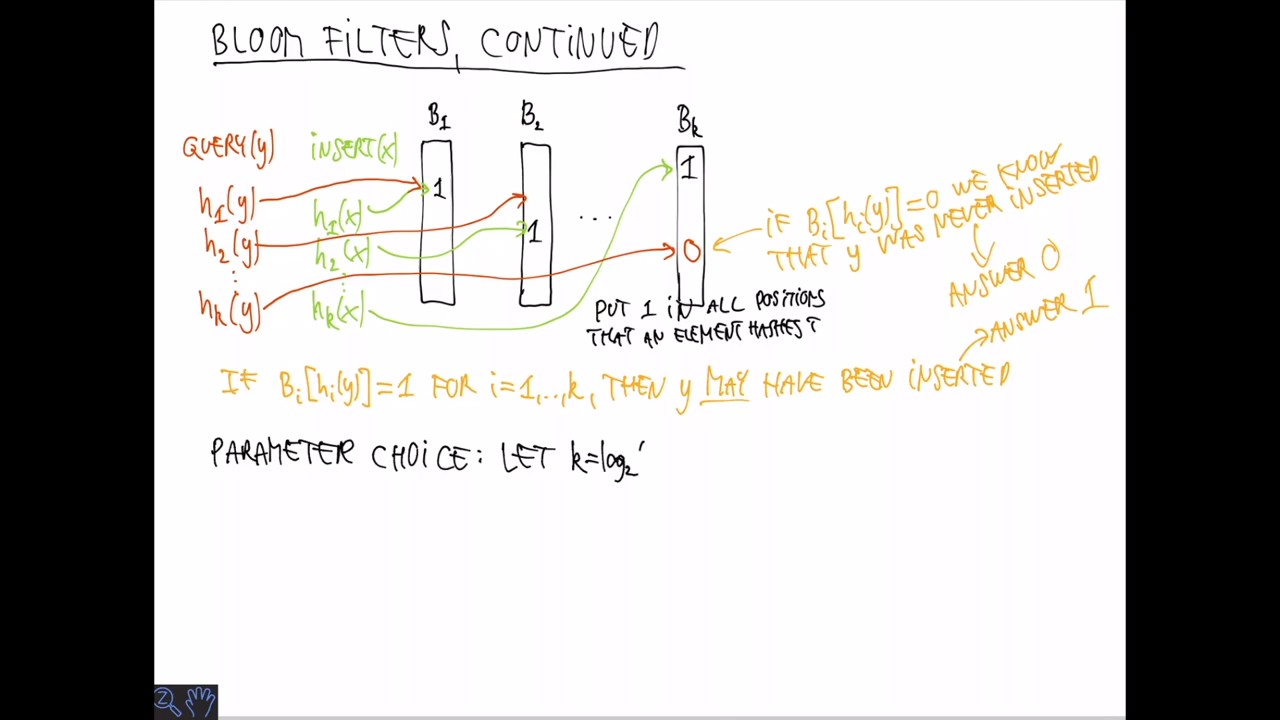 BLOOM FILTERS, CONTINUED
B1 B2 Bk
QUERY(y) INSERT(x)
h1(y) 1 1
h1(x)
h2(y) 1 ...
h2(x) 0
⋮ ⋮
hk(y) hk(x)
IF Bi[hi(y)]=0 WE KNOW
THAT y WAS NEVER INSERTED
ANSWER 0
PUT 1 IN ALL POSITIONS
THAT AN ELEMENT HASHES T
ANSWER 1
IF Bi[hi(y)]=1 FOR i=1,..,k, THEN y MAY HAVE BEEN INSERTED
PARAMETER CHOICE: LET k=log2